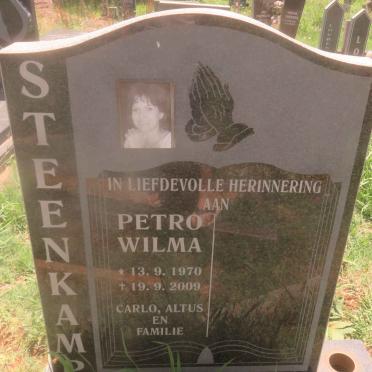 STEENKAMP
IN LIEFDEVOLLE HERINNERING
AAN
PETRO
WILMA
* 13. 9. 1970
† 19. 9. 2009
CARLO, ALTUS
EN
FAMILIE